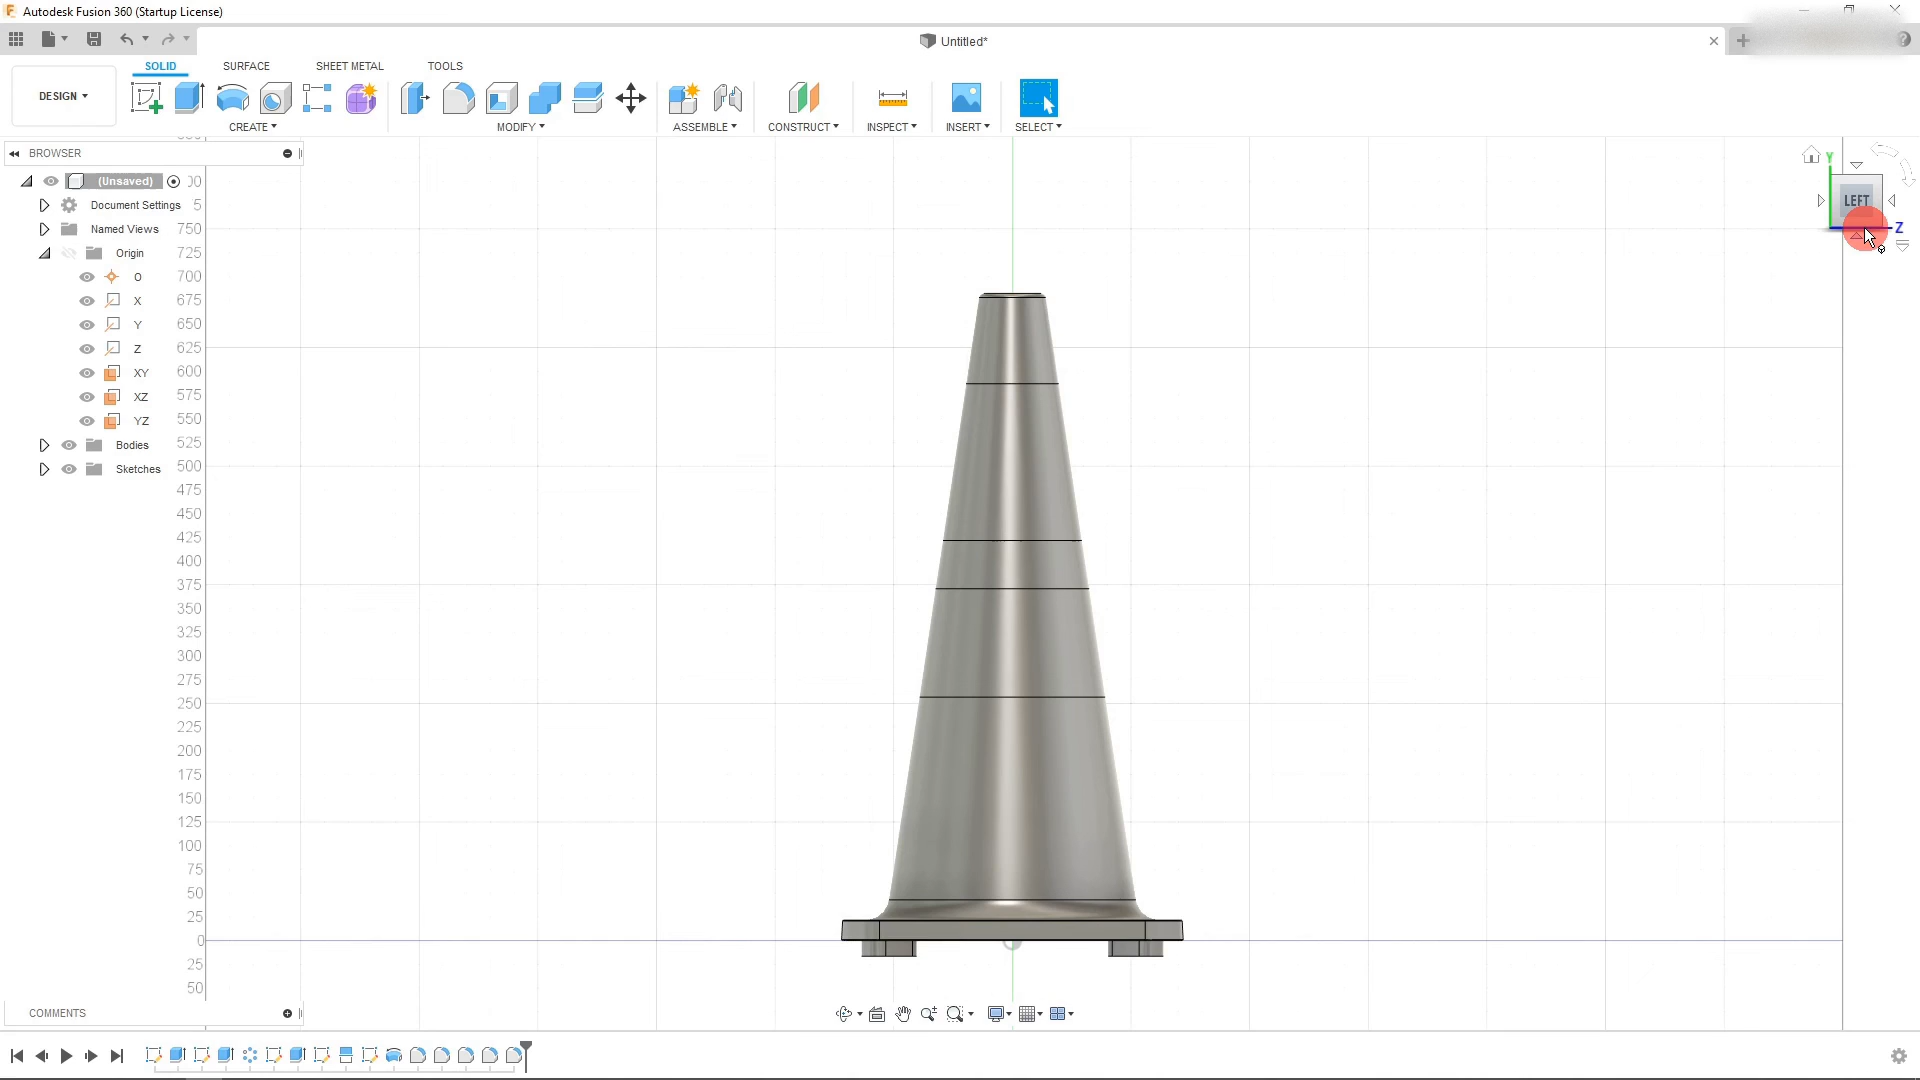 Autodesk Fusion 360 (Startup License)
Untitled*
DESIGN
SOLID SURFACE SHEET METAL TOOLS
CREATE MODIFY ASSEMBLE CONSTRUCT INSPECT INSERT SELECT
BROWSER
(Unsaved)
Document Settings
Named Views
Origin
O
X
Y
Z
XY
XZ
YZ
Bodies
Sketches
00
5
750
725
700
675
650
625
600
575
550
525
500
475
450
425
400
375
350
325
300
275
250
225
200
175
150
125
100
75
50
25
0
25
50
Y
LEFT
Z
COMMENTS